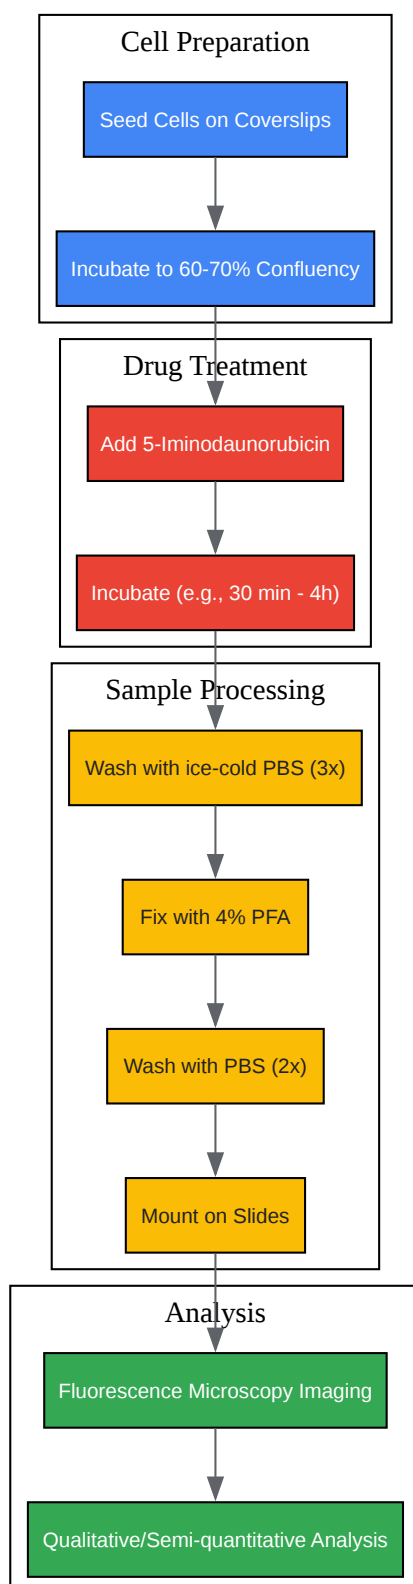 Cell Preparation
Seed Cells on Coverslips
Incubate to 60-70% Confluency
Drug Treatment
Add 5-Iminodaunorubicin
Incubate (e.g., 30 min - 4h)
Sample Processing
Wash with ice-cold PBS (3x)
Fix with 4% PFA
Wash with PBS (2x)
Mount on Slides
Analysis
Fluorescence Microscopy Imaging
Qualitative/Semi-quantitative Analysis